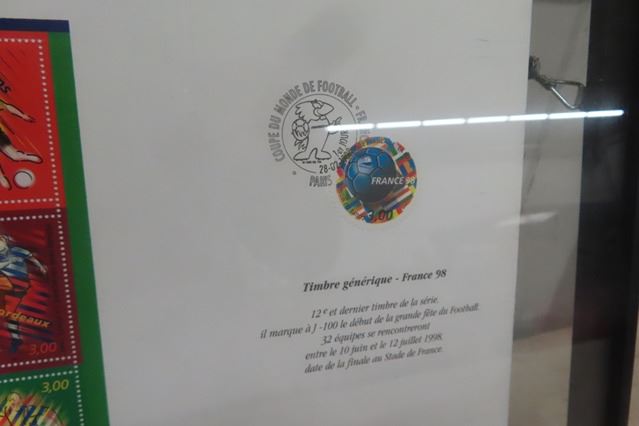 COUPE DU MONDE DE FOOTBALL
PARIS
FRANCE 98
3,00
Timbre générique - France 98
12e et dernier timbre de la série.
il marque à J -100 le début de la grande fête du Football.
32 équipes se rencontreront
entre le 10 juin et le 12 juillet 1998,
date de la finale au Stade de France.
3,00
3,00